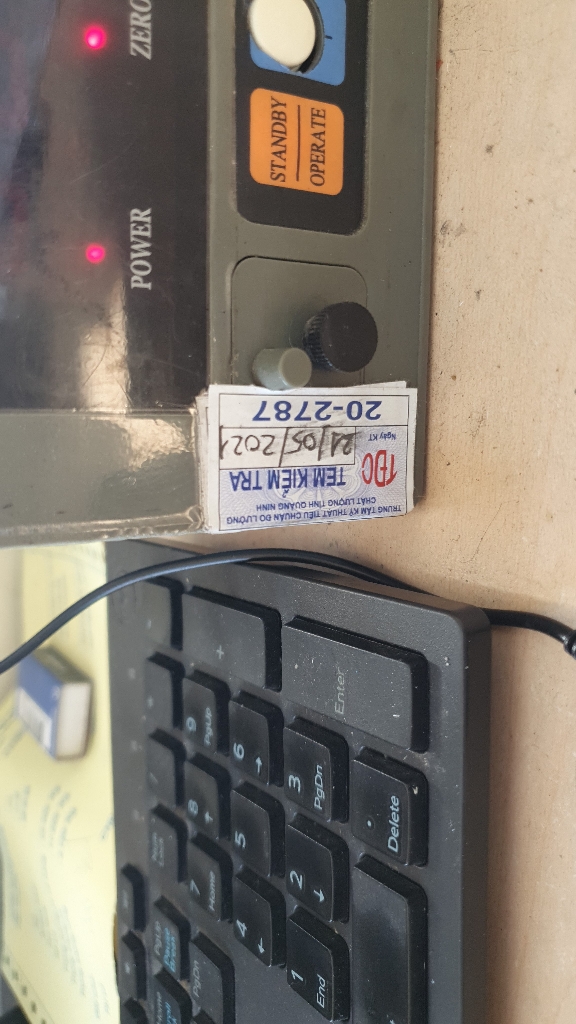 ZERO
POWER
STANDBY
OPERATE
TRUNG TÂM KỸ THUẬT TIÊU CHUẨN ĐO LƯỜNG
CHẤT LƯỢNG TỈNH QUẢNG NINH
TĐC
TEM KIỂM TRA
Ngày KT
21/05/2021
20-2787
+
Enter
9
PgUp
6
→
3
PgDn
.
Delete
8
↑
5
2
↓
7
Home
4
←
1
End